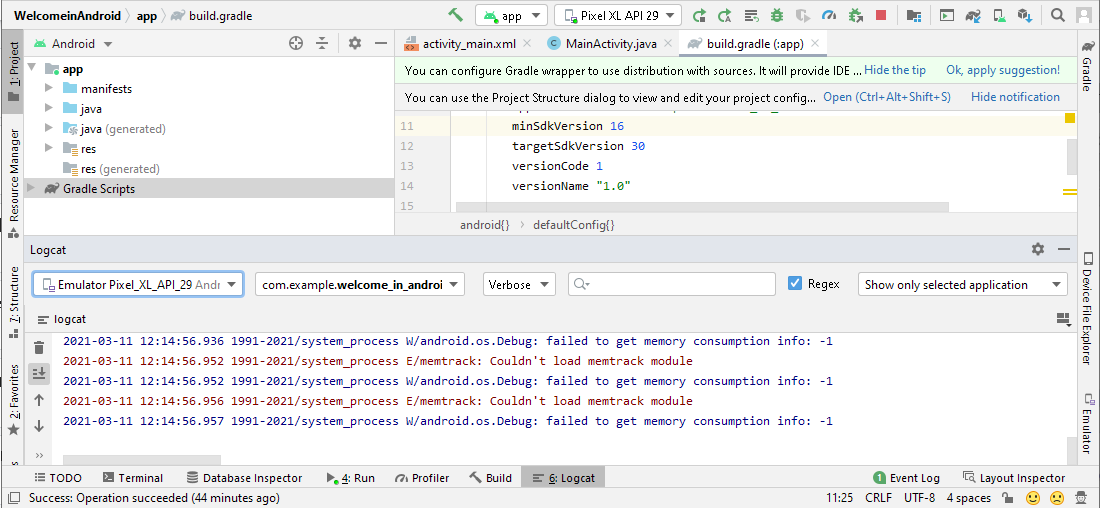 WelcomeinAndroid app build.gradle
app Pixel XL API 29
Android
activity_main.xml MainActivity.java build.gradle (:app)
You can configure Gradle wrapper to use distribution with sources. It will provide IDE ... Hide the tip Ok, apply suggestion!
You can use the Project Structure dialog to view and edit your project config... Open (Ctrl+Alt+Shift+S) Hide notification
1: Project
Resource Manager
7: Structure
2: Favorites
app
manifests
java
java (generated)
res
res (generated)
Gradle Scripts
11 minSdkVersion 16
12 targetSdkVersion 30
13 versionCode 1
14 versionName "1.0"
15
android{} defaultConfig{}
Gradle
Device File Explorer
Emulator
Logcat
Emulator Pixel_XL_API_29 Andr com.example.welcome_in_androi Verbose Regex Show only selected application
logcat
2021-03-11 12:14:56.936 1991-2021/system_process W/android.os.Debug: failed to get memory consumption info: -1
2021-03-11 12:14:56.952 1991-2021/system_process E/memtrack: Couldn't load memtrack module
2021-03-11 12:14:56.952 1991-2021/system_process W/android.os.Debug: failed to get memory consumption info: -1
2021-03-11 12:14:56.956 1991-2021/system_process E/memtrack: Couldn't load memtrack module
2021-03-11 12:14:56.957 1991-2021/system_process W/android.os.Debug: failed to get memory consumption info: -1
TODO Terminal Database Inspector 4: Run Profiler Build 6: Logcat 1 Event Log Layout Inspector
Success: Operation succeeded (44 minutes ago) 11:25 CRLF UTF-8 4 spaces